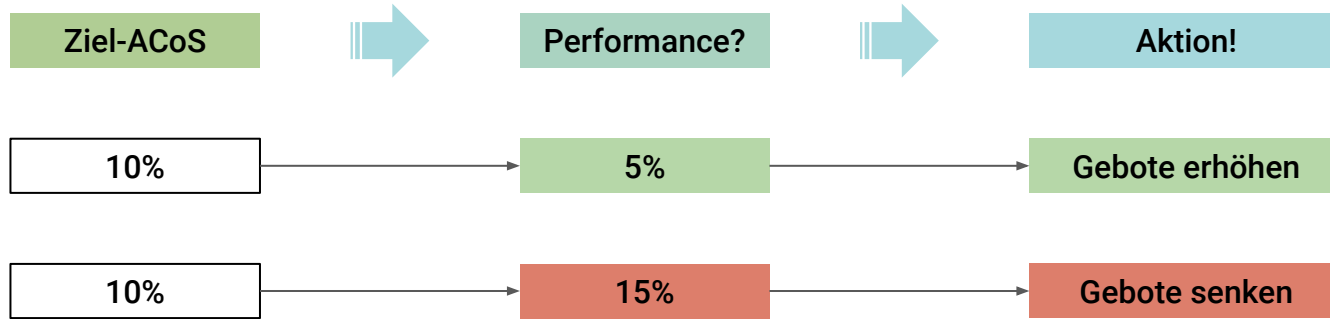 Ziel-ACoS
Performance?
Aktion!
10%
5%
Gebote erhöhen
10%
15%
Gebote senken